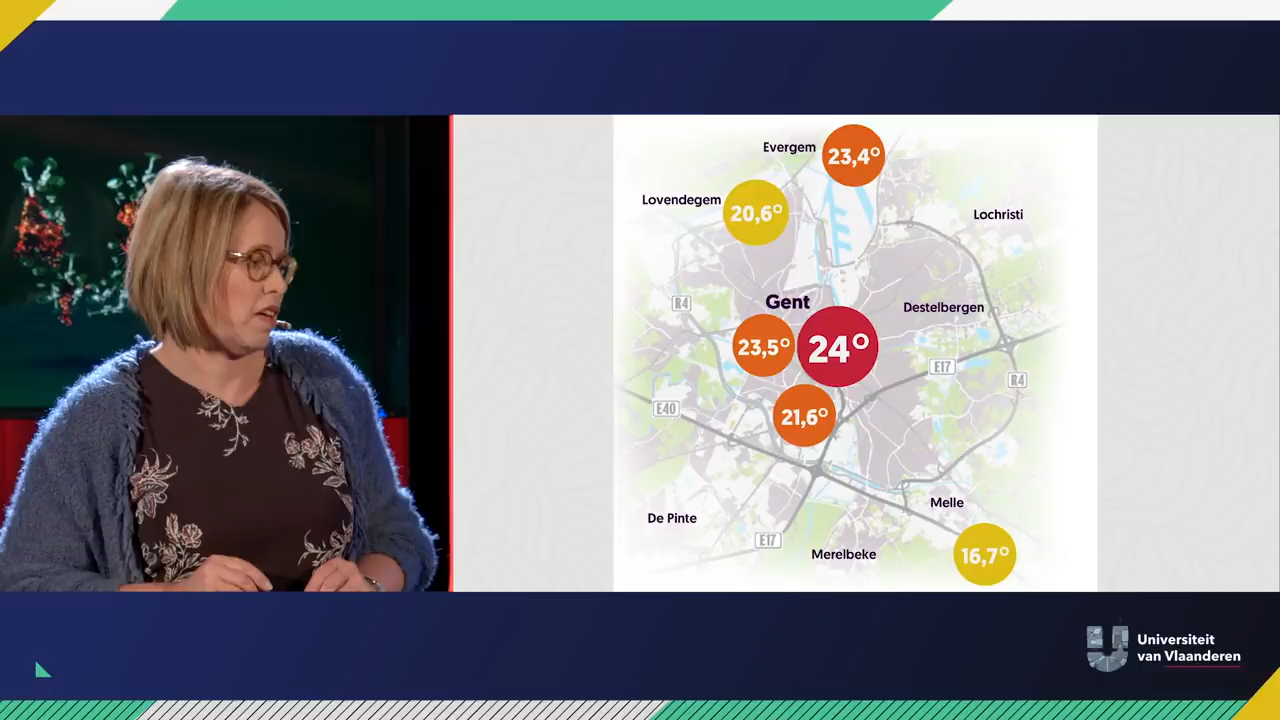 Evergem
23,4°
Lovendegem
20,6°
Lochristi
R4
Gent
Destelbergen
23,5°
24°
E17
R4
E40
21,6°
Melle
De Pinte
E17
Merelbeke
16,7°
Universiteit
van Vlaanderen